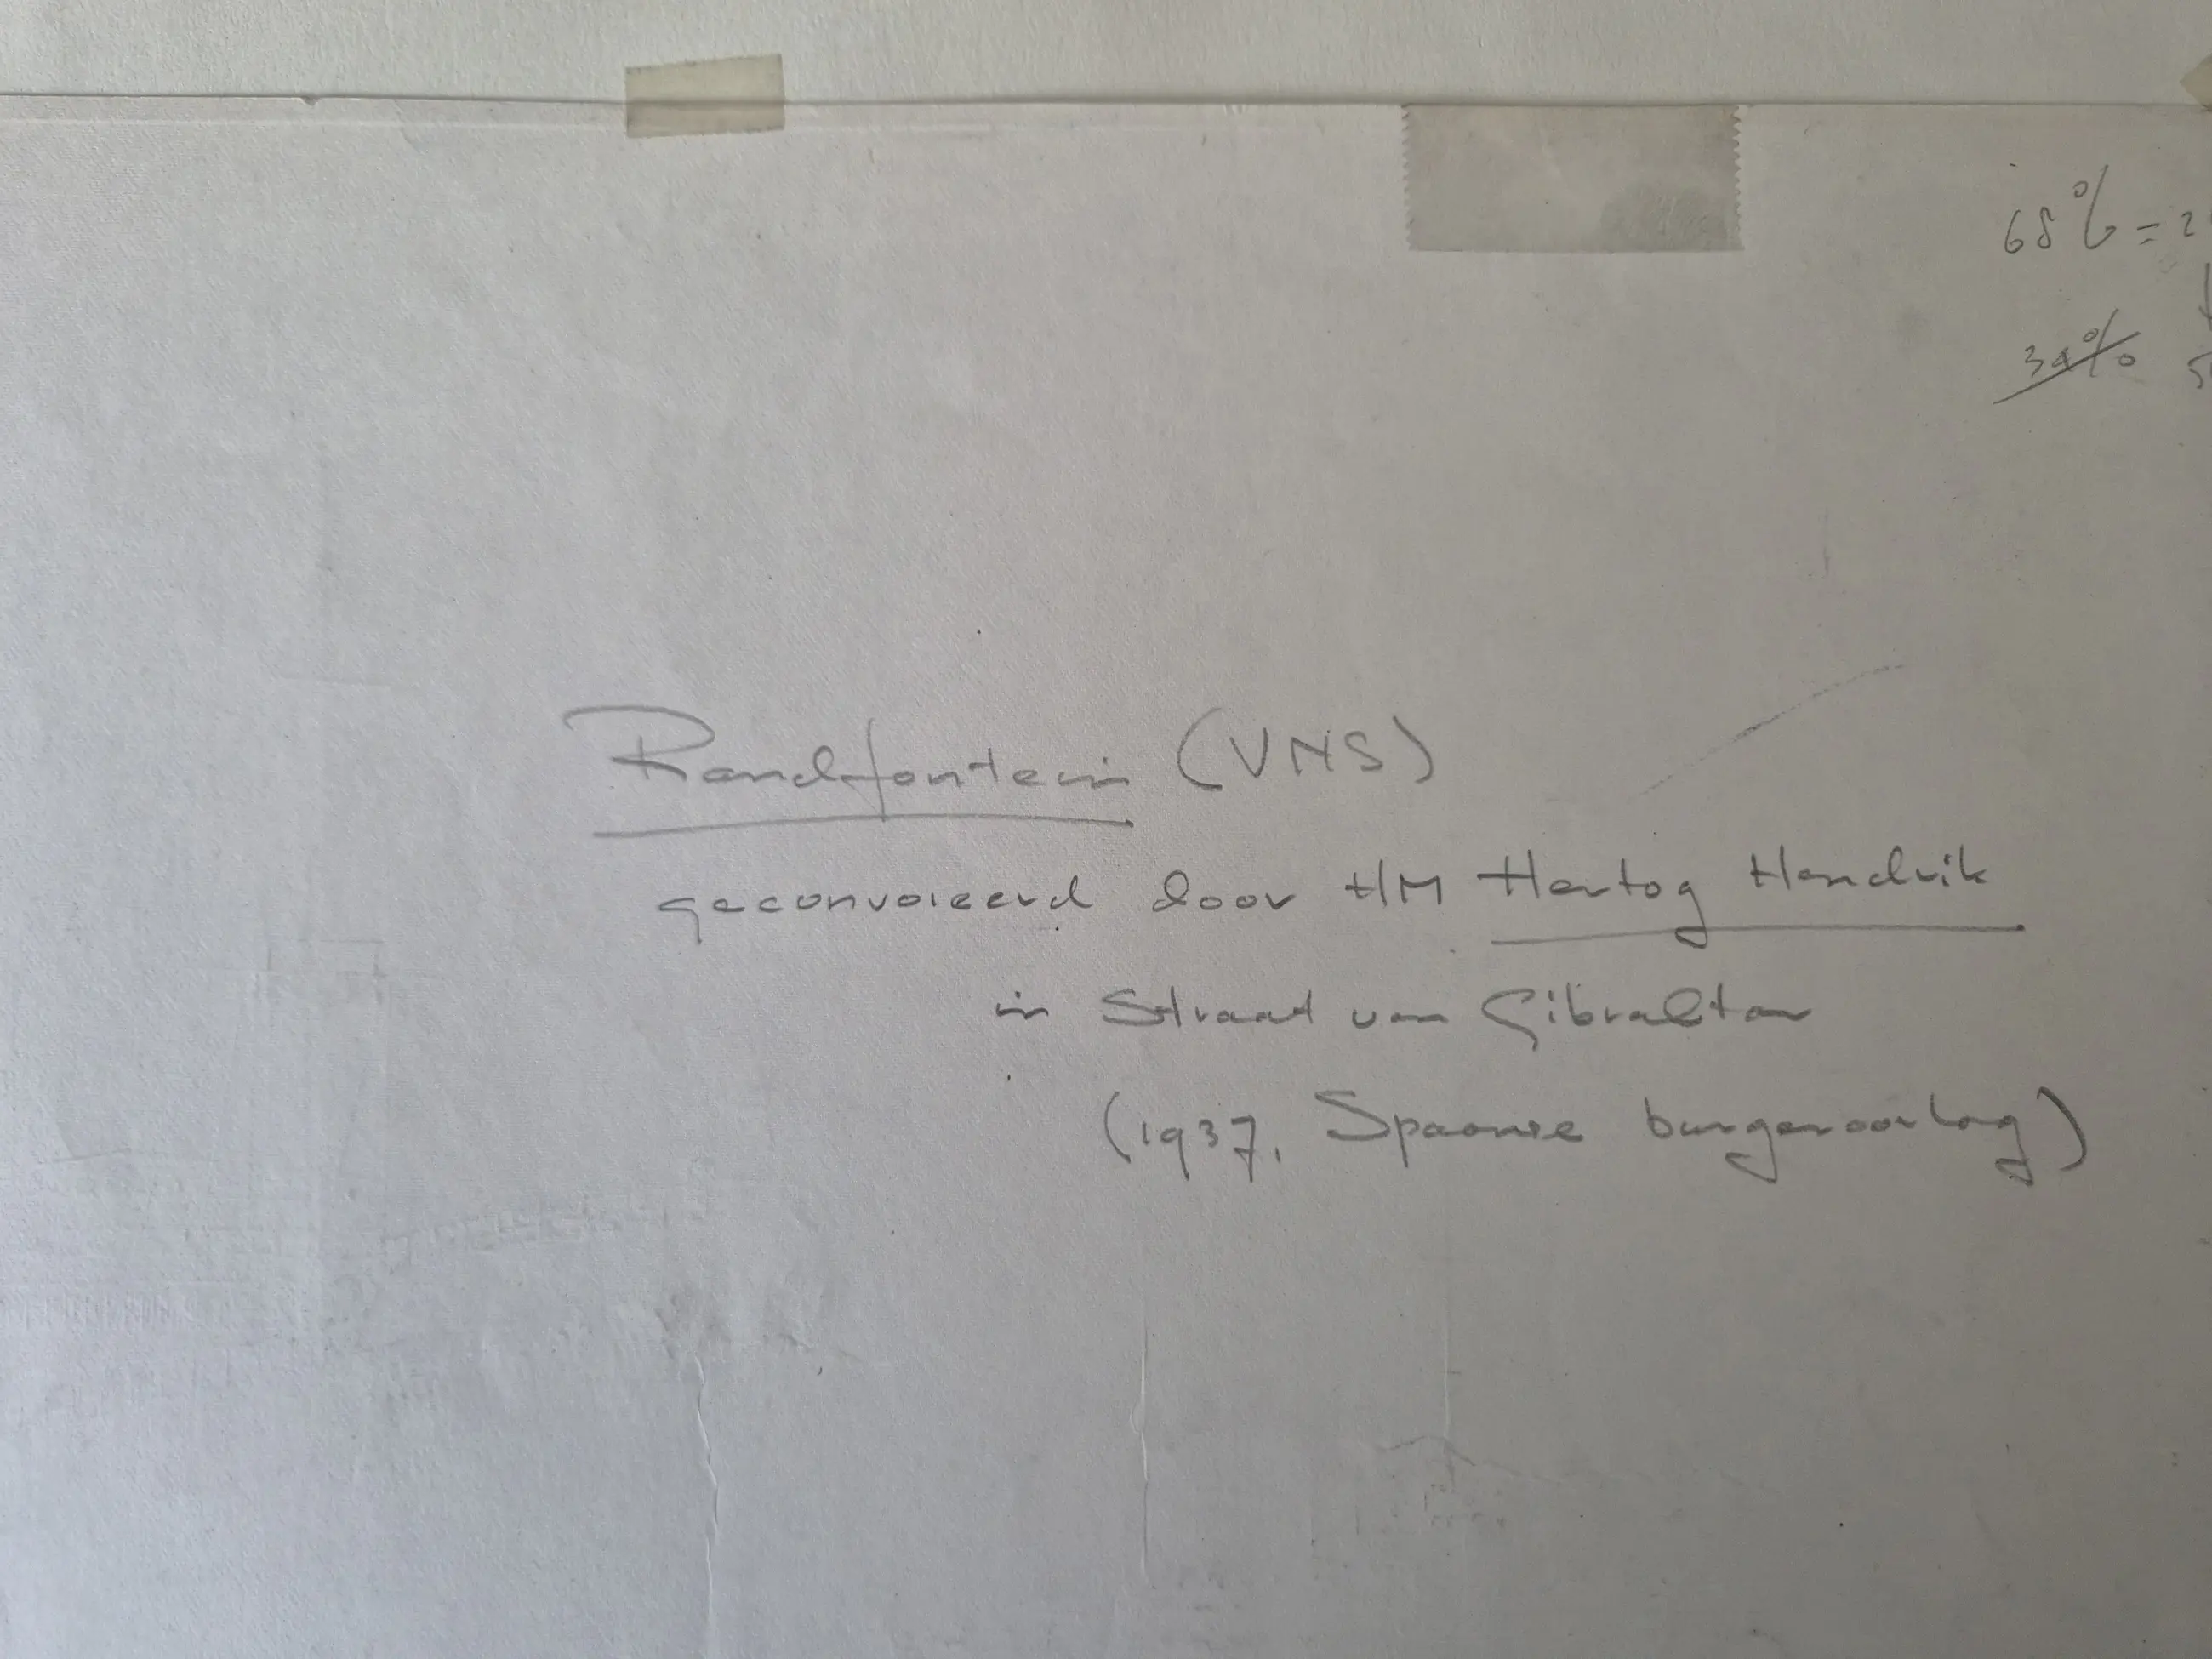 68% = 2
34%
Randfontein (VNS)
geconvoieerd door HM Hertog Hendrik
in Straat van Gibraltar
(1937, Spaanse burgeroorlog)